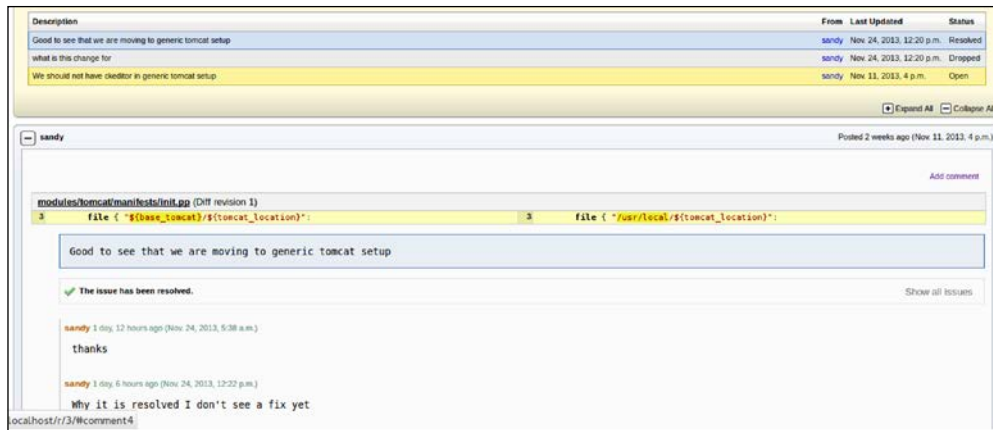 Description From Last Updated Status
Good to see that we are moving to generic tomcat setup sandy Nov. 24, 2013, 12:20 p.m. Resolved
what is this change for sandy Nov. 24, 2013, 12:20 p.m. Dropped
We should not have ckeditor in generic tomcat setup sandy Nov. 11, 2013, 4 p.m. Open
Expand All Collapse Al
sandy Posted 2 weeks ago (Nov. 11, 2013, 4 p.m.)
Add comment
modules/tomcat/manifests/init.pp (Diff revision 1)
3 file { "${base_tomcat}/${tomcat_location}": 3 file { "/usr/local/${tomcat_location}":
Good to see that we are moving to generic tomcat setup
The issue has been resolved. Show all issues
sandy 1 day, 12 hours ago (Nov. 24, 2013, 5:38 a.m.)
thanks
sandy 1 day, 6 hours ago (Nov. 24, 2013, 12:22 p.m.)
Why it is resolved I don't see a fix yet
localhost/r/3/#comment4